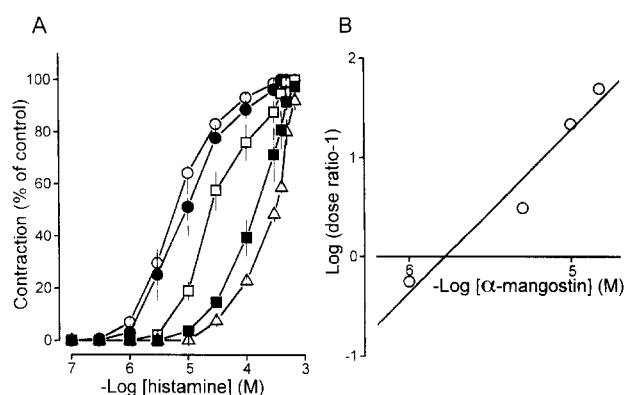 A
Contraction (% of control)
100
80
60
40
20
0
7 6 5 4 3
-Log [histamine] (M)
B
Log (dose ratio-1)
2
1
0
-1
6 5
-Log [α-mangostin] (M)